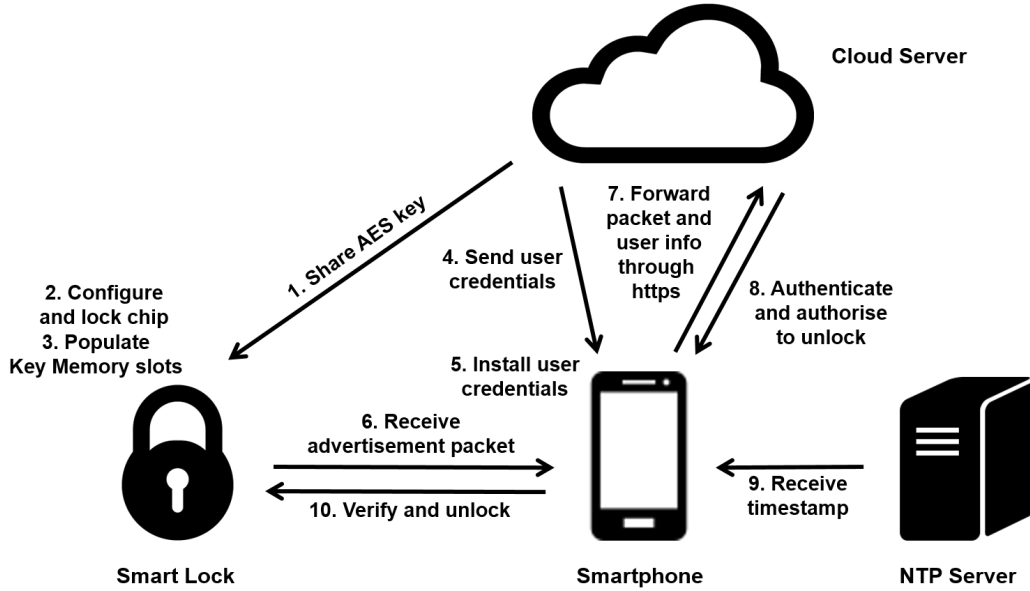 Cloud Server
1. Share AES key
2. Configure
and lock chip
3. Populate
Key Memory slots
4. Send user
credentials
5. Install user
credentials
6. Receive
advertisement packet
7. Forward
packet and
user info
through
https
8. Authenticate
and authorise
to unlock
9. Receive
timestamp
10. Verify and unlock
Smart Lock
Smartphone
NTP Server